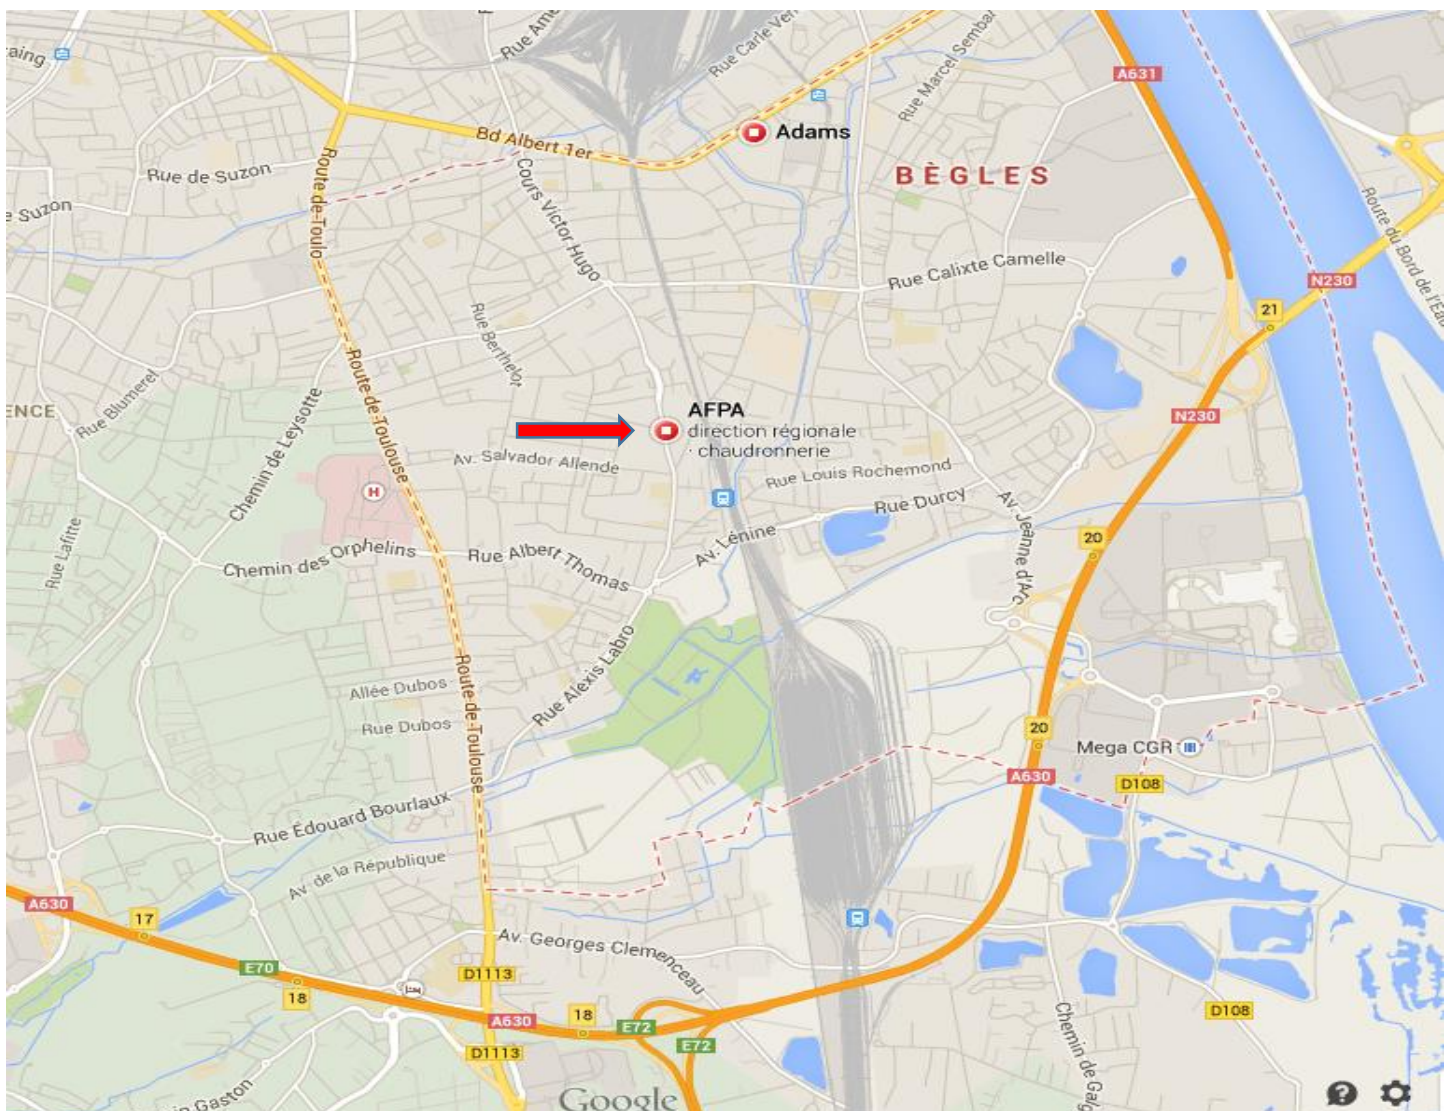 Rue Carle Ver
A631
Rue Marcel Sembat
Adams
Bd Albert 1er
BÈGLES
Rue de Suzon
e Suzon
Route de Toulo
Cours Victor Hugo
Rue Calixte Camelle
Route du Bord de l'Eau
N230
21
Rue Berthelot
Rue Blumerel
ENCE
Chemin de Leysotte
Route de Toulouse
AFPA
direction régionale
· chaudronnerie
N230
Av. Salvador Allende
H
Rue Louis Rochemond
Rue Durcy
Av. Lénine
Av. Jeanne d'Arc
20
Rue Lafitte
Chemin des Orphelins
Rue Albert Thomas
Rue Alexis Labro
Allée Dubos
Rue Dubos
Route de Toulouse
20
Mega CGR
A630
D108
Rue Édouard Bourlaux
Av. de la République
A630
17
Av. Georges Clemenceau
E70
18
D1113
A630
18
E72
E72
D1113
D108
Chemin de Galg
Gaston
Google
?